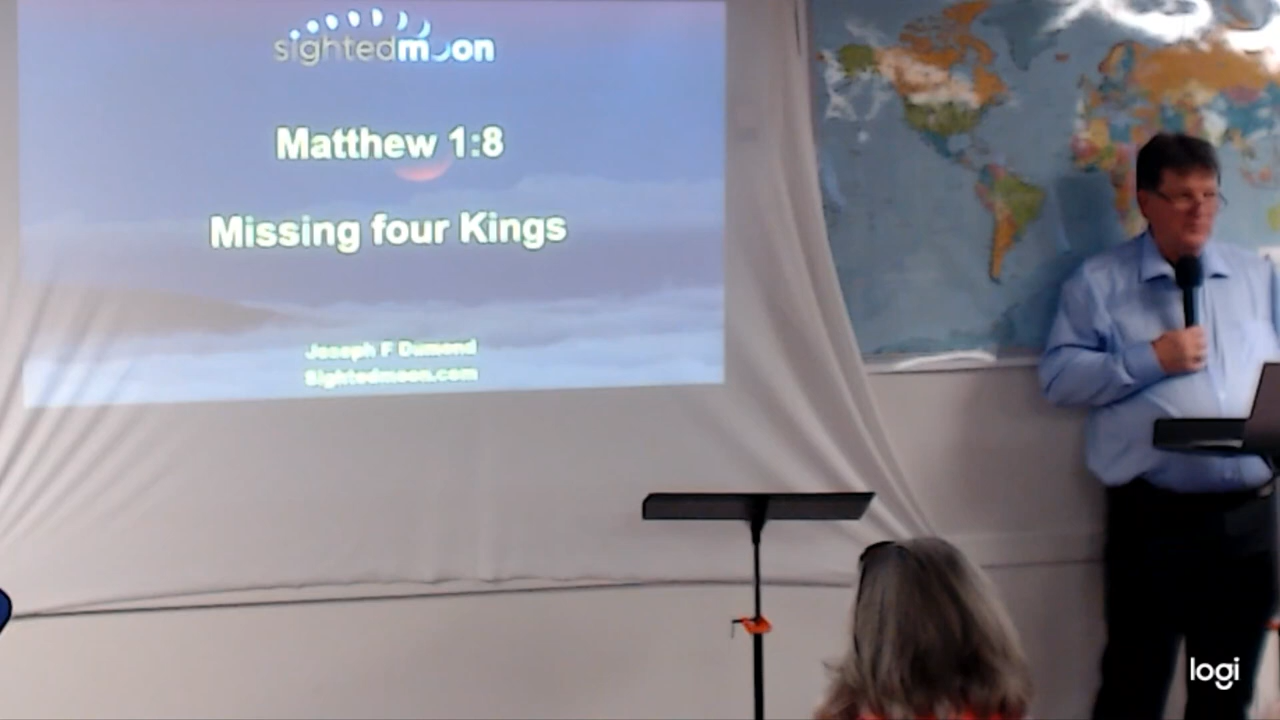 sightedmoon
Matthew 1:8
Missing four Kings
Joseph F Dumond
Sightedmoon.com
logi